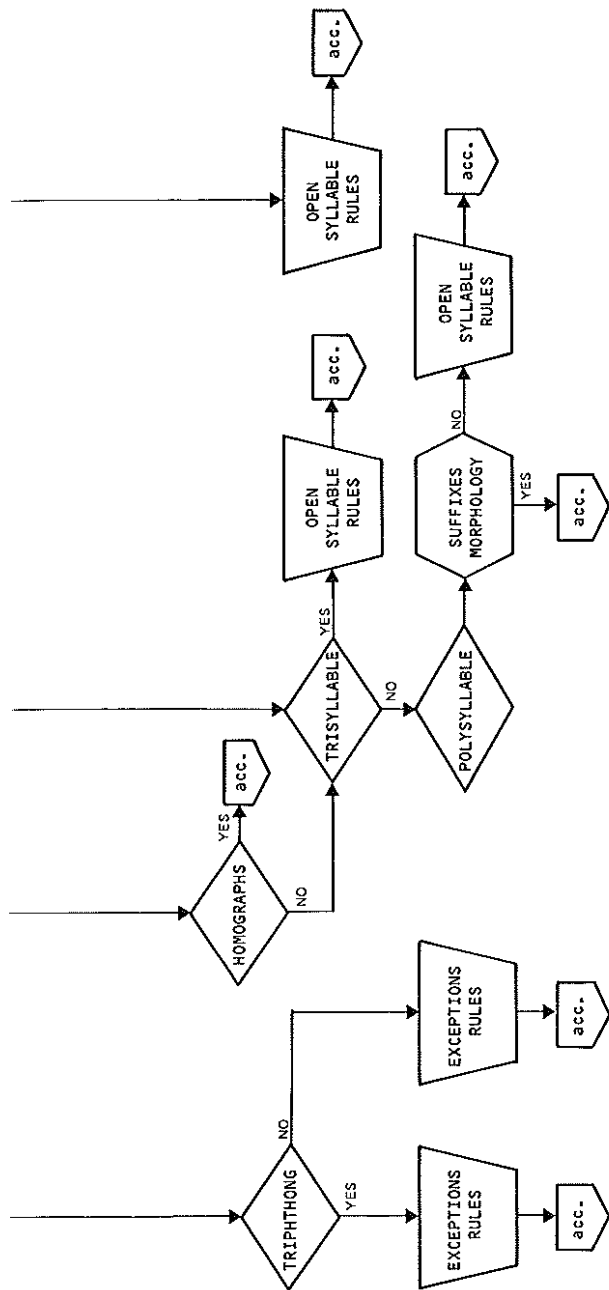 TRIPHTHONG
NO
YES
EXCEPTIONS
RULES
acc.
EXCEPTIONS
RULES
acc.
HOMOGRAPHS
YES
acc.
NO
TRISYLLABLE
YES
OPEN
SYLLABLE
RULES
acc.
NO
POLYSYLLABLE
SUFFIXES
MORPHOLOGY
YES
acc.
NO
OPEN
SYLLABLE
RULES
acc.
OPEN
SYLLABLE
RULES
acc.